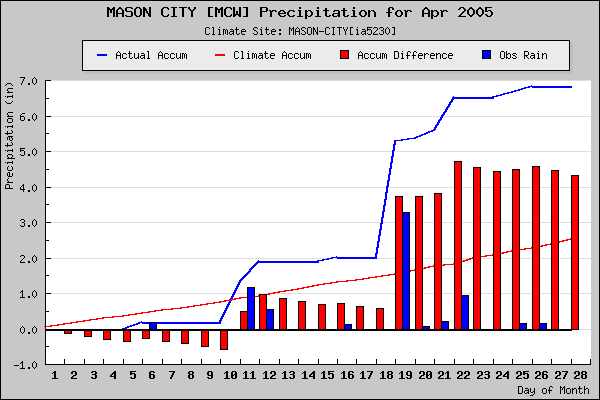 MASON CITY [MCW] Precipitation for Apr 2005
Climate Site: MASON-CITY[ia5230]
Actual Accum Climate Accum Accum Difference Obs Rain
Precipitation (in)
7.0
6.0
5.0
4.0
3.0
2.0
1.0
0.0
-1.0
1 2 3 4 5 6 7 8 9 10 11 12 13 14 15 16 17 18 19 20 21 22 23 24 25 26 27 28
Day of Month